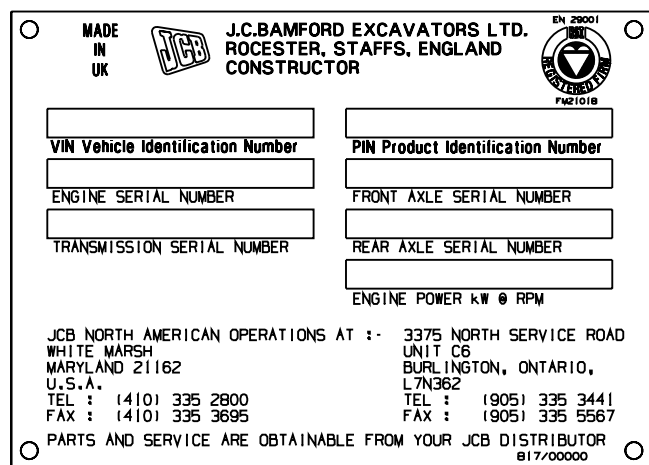 MADE
IN
UK
JCB
J.C.BAMFORD EXCAVATORS LTD.
ROCESTER, STAFFS, ENGLAND
CONSTRUCTOR
EN 29001
BSI
REGISTERED FIRM
FM21018
VIN Vehicle Identification Number
PIN Product Identification Number
ENGINE SERIAL NUMBER
FRONT AXLE SERIAL NUMBER
TRANSMISSION SERIAL NUMBER
REAR AXLE SERIAL NUMBER
ENGINE POWER kW @ RPM
JCB NORTH AMERICAN OPERATIONS AT :-
WHITE MARSH
MARYLAND 21162
U.S.A.
TEL : (410) 335 2800
FAX : (410) 335 3695
3375 NORTH SERVICE ROAD
UNIT C6
BURLINGTON, ONTARIO,
L7N362
TEL : (905) 335 3441
FAX : (905) 335 5567
PARTS AND SERVICE ARE OBTAINABLE FROM YOUR JCB DISTRIBUTOR
817/00000